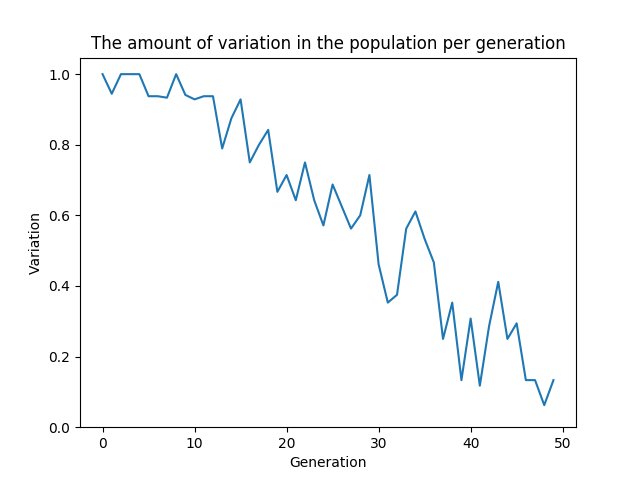 The amount of variation in the population per generation
1.0
0.8
0.6
0.4
0.2
0.0
Variation
0 10 20 30 40 50
Generation